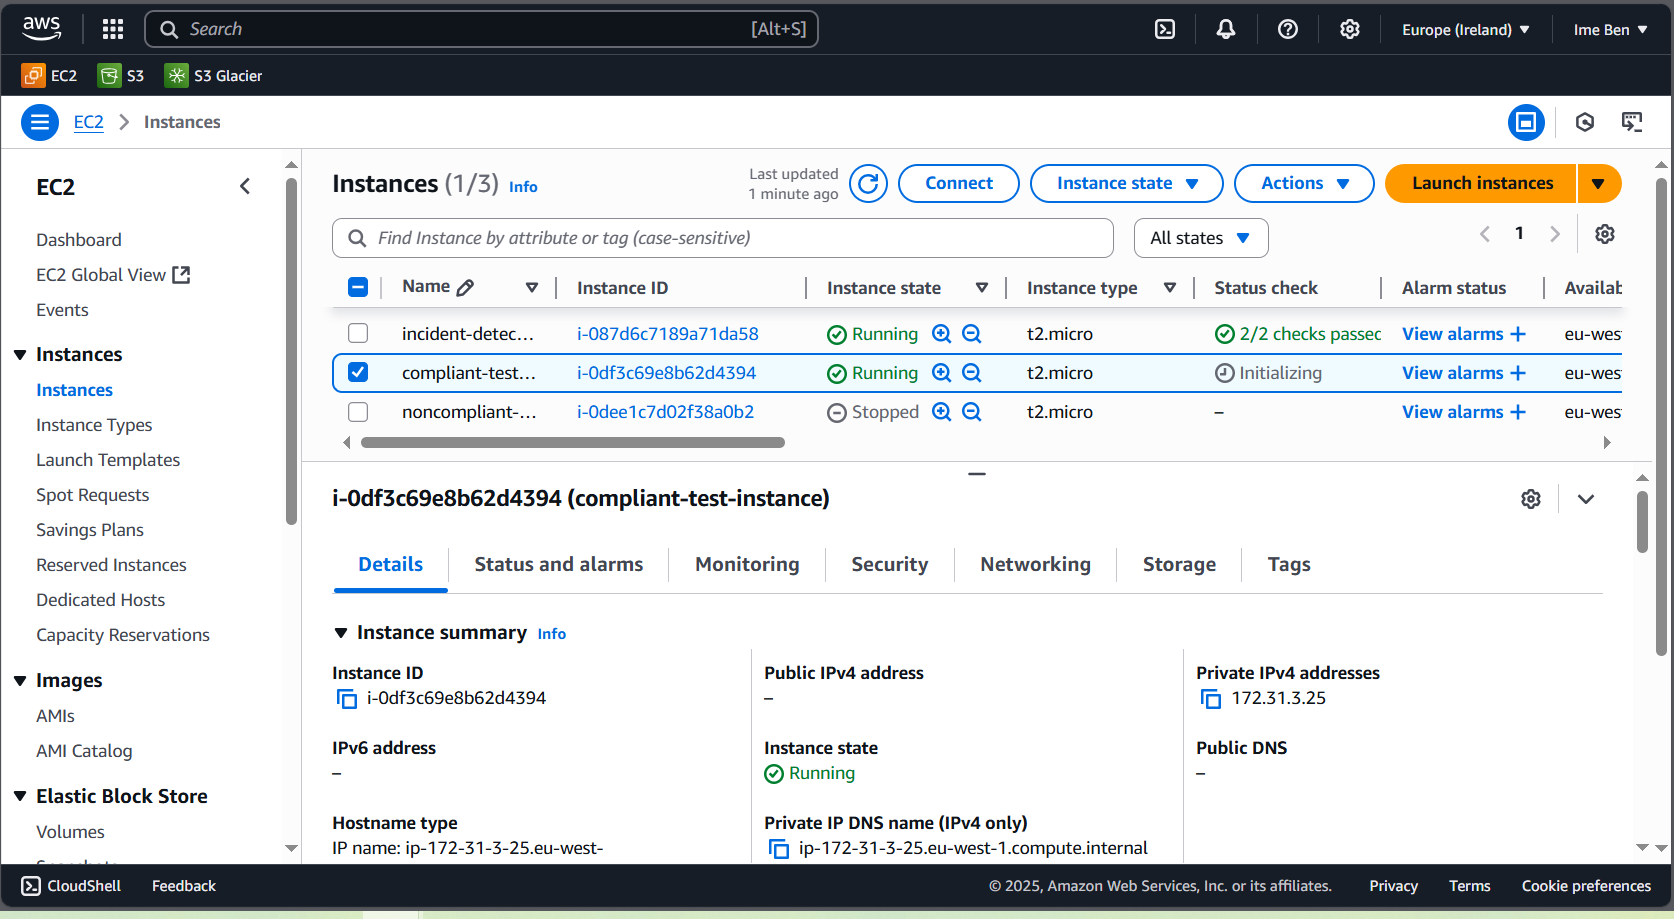 aws
Search [Alt+S]
Europe (Ireland) ▼
Ime Ben ▼
EC2
S3
S3 Glacier
EC2 > Instances
EC2
Dashboard
EC2 Global View
Events
Instances
Instances
Instance Types
Launch Templates
Spot Requests
Savings Plans
Reserved Instances
Dedicated Hosts
Capacity Reservations
Images
AMIs
AMI Catalog
Elastic Block Store
Volumes
Instances (1/3) Info
Last updated
1 minute ago
Connect
Instance state
Actions
Launch instances
Find Instance by attribute or tag (case-sensitive)
All states
1
Name Instance ID Instance state Instance type Status check Alarm status Availab
incident-detec... i-087d6c7189a71da58 Running t2.micro 2/2 checks passed View alarms + eu-wes
compliant-test... i-0df3c69e8b62d4394 Running t2.micro Initializing View alarms + eu-wes
noncompliant-... i-0dee1c7d02f38a0b2 Stopped t2.micro – View alarms + eu-wes
i-0df3c69e8b62d4394 (compliant-test-instance)
Details Status and alarms Monitoring Security Networking Storage Tags
Instance summary Info
Instance ID
i-0df3c69e8b62d4394
Public IPv4 address
–
Private IPv4 addresses
172.31.3.25
IPv6 address
–
Instance state
Running
Public DNS
–
Hostname type
IP name: ip-172-31-3-25.eu-west-
Private IP DNS name (IPv4 only)
ip-172-31-3-25.eu-west-1.compute.internal
CloudShell Feedback
© 2025, Amazon Web Services, Inc. or its affiliates. Privacy Terms Cookie preferences